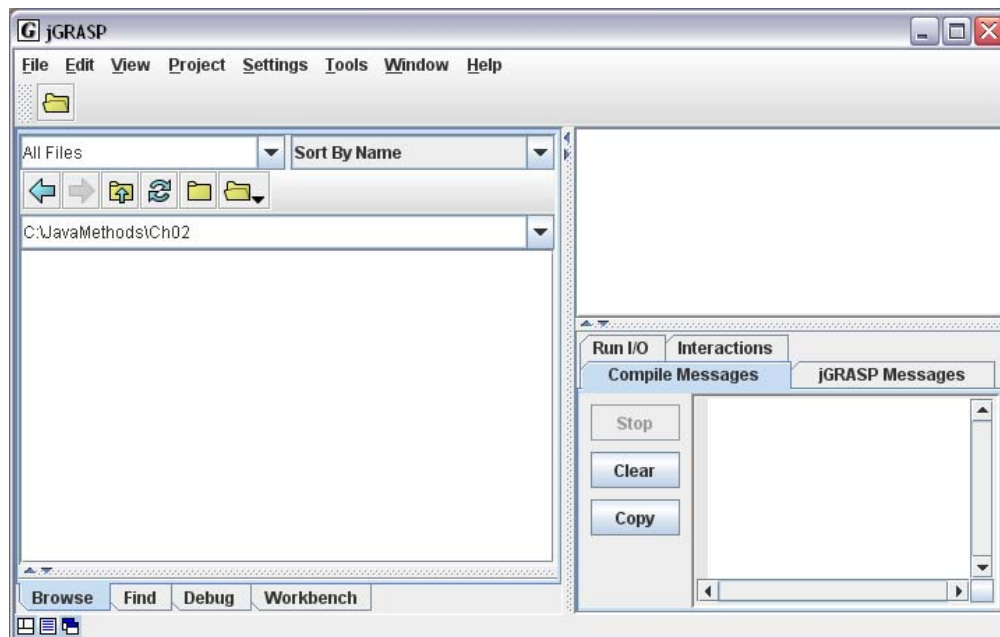 G jGRASP
File Edit View Project Settings Tools Window Help
All Files
Sort By Name
C:\JavaMethods\Ch02
Run I/O Interactions
Compile Messages jGRASP Messages
Stop
Clear
Copy
Browse Find Debug Workbench